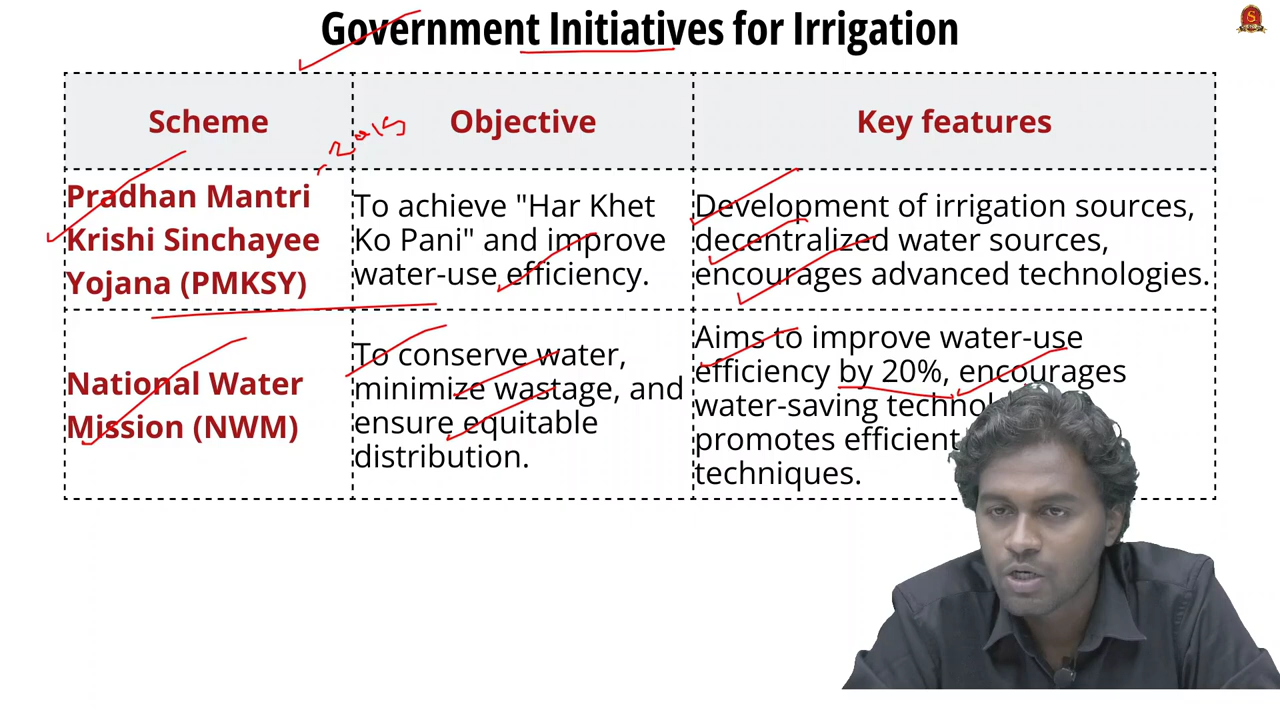 Government Initiatives for Irrigation
Scheme
Objective
Key features
2015
Pradhan Mantri
Krishi Sinchayee
Yojana (PMKSY)
To achieve "Har Khet
Ko Pani" and improve
water-use efficiency.
Development of irrigation sources,
decentralized water sources,
encourages advanced technologies.
National Water
Mission (NWM)
To conserve water,
minimize wastage, and
ensure equitable
distribution.
Aims to improve water-use
efficiency by 20%, encourages
water-saving
promotes efficient
techniques.